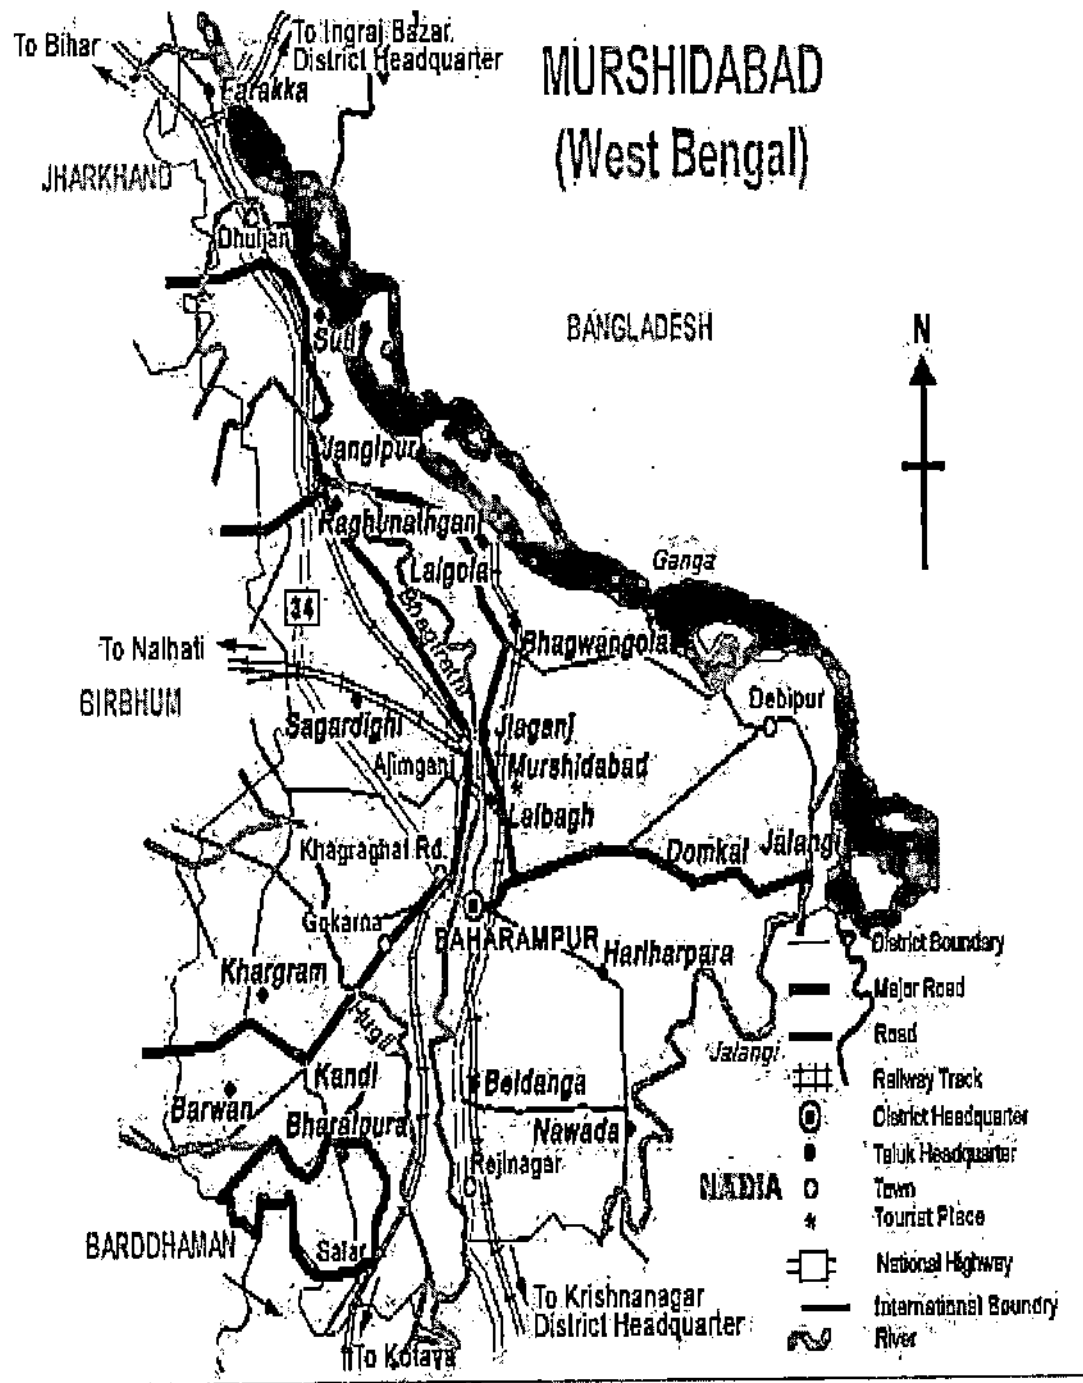 To Bihar
To Ingraj Bazar
District Headquarter
MURSHIDABAD
(West Bengal)
Farakka
JHARKHAND
Dhulian
BANGLADESH
N
Suti
Jangipur
Raghunathganj
Lalgola
Ganga
34
Bhagirathi
To Nalhati
Bhagwangola
BIRBHUM
Debipur
Sagardighi
Jiaganj
Ajimganj
Murshidabad
Lalbagh
Khagraghat Rd.
Domkal
Jalangi
Gokarna
BAHARAMPUR
Hariharpara
District Boundary
Khargram
Major Road
Hugli
Road
Jalangi
Kandi
Beldanga
Railway Track
Barwan
Bharatpura
Nawada
District Headquarter
Taluk Headquarter
Rejinagar
NADIA
Town
Tourist Place
BARDDHAMAN
Salar
National Highway
To Krishnanagar
District Headquarter
International Boundry
River
To Kotava